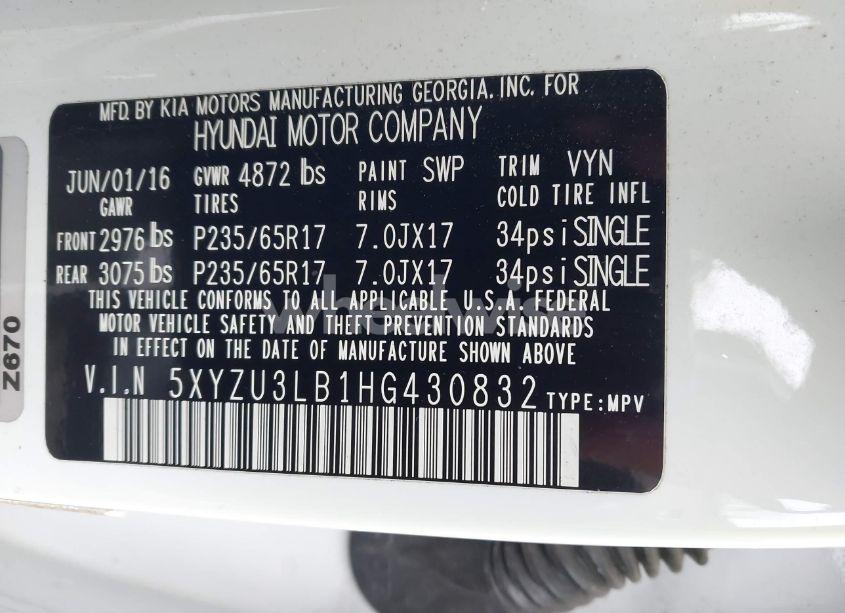 MFD. BY KIA MOTORS MANUFACTURING GEORGIA. INC. FOR
HYUNDAI MOTOR COMPANY
JUN/01/16 GVWR 4872 lbs PAINT SWP TRIM VYN
GAWR TIRES RIMS COLD TIRE INFL
FRONT 2976 lbs P235/65R17 7.0JX17 34psi SINGLE
REAR 3075 lbs P235/65R17 7.0JX17 34psi SINGLE
THIS VEHICLE CONFORMS TO ALL APPLICABLE U.S.A. FEDERAL
MOTOR VEHICLE SAFETY AND THEFT PREVENTION STANDARDS
IN EFFECT ON THE DATE OF MANUFACTURE SHOWN ABOVE
V.I.N 5XYZU3LB1HG430832 TYPE:MPV
Z670